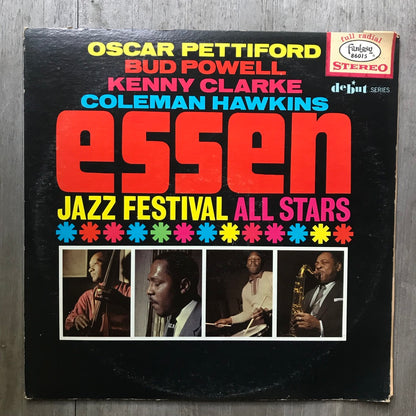 OSCAR PETTIFORD
BUD POWELL
KENNY CLARKE
COLEMAN HAWKINS
full radial
Fantasy
86015
STEREO
debut SERIES
essen
JAZZ FESTIVAL ALL STARS